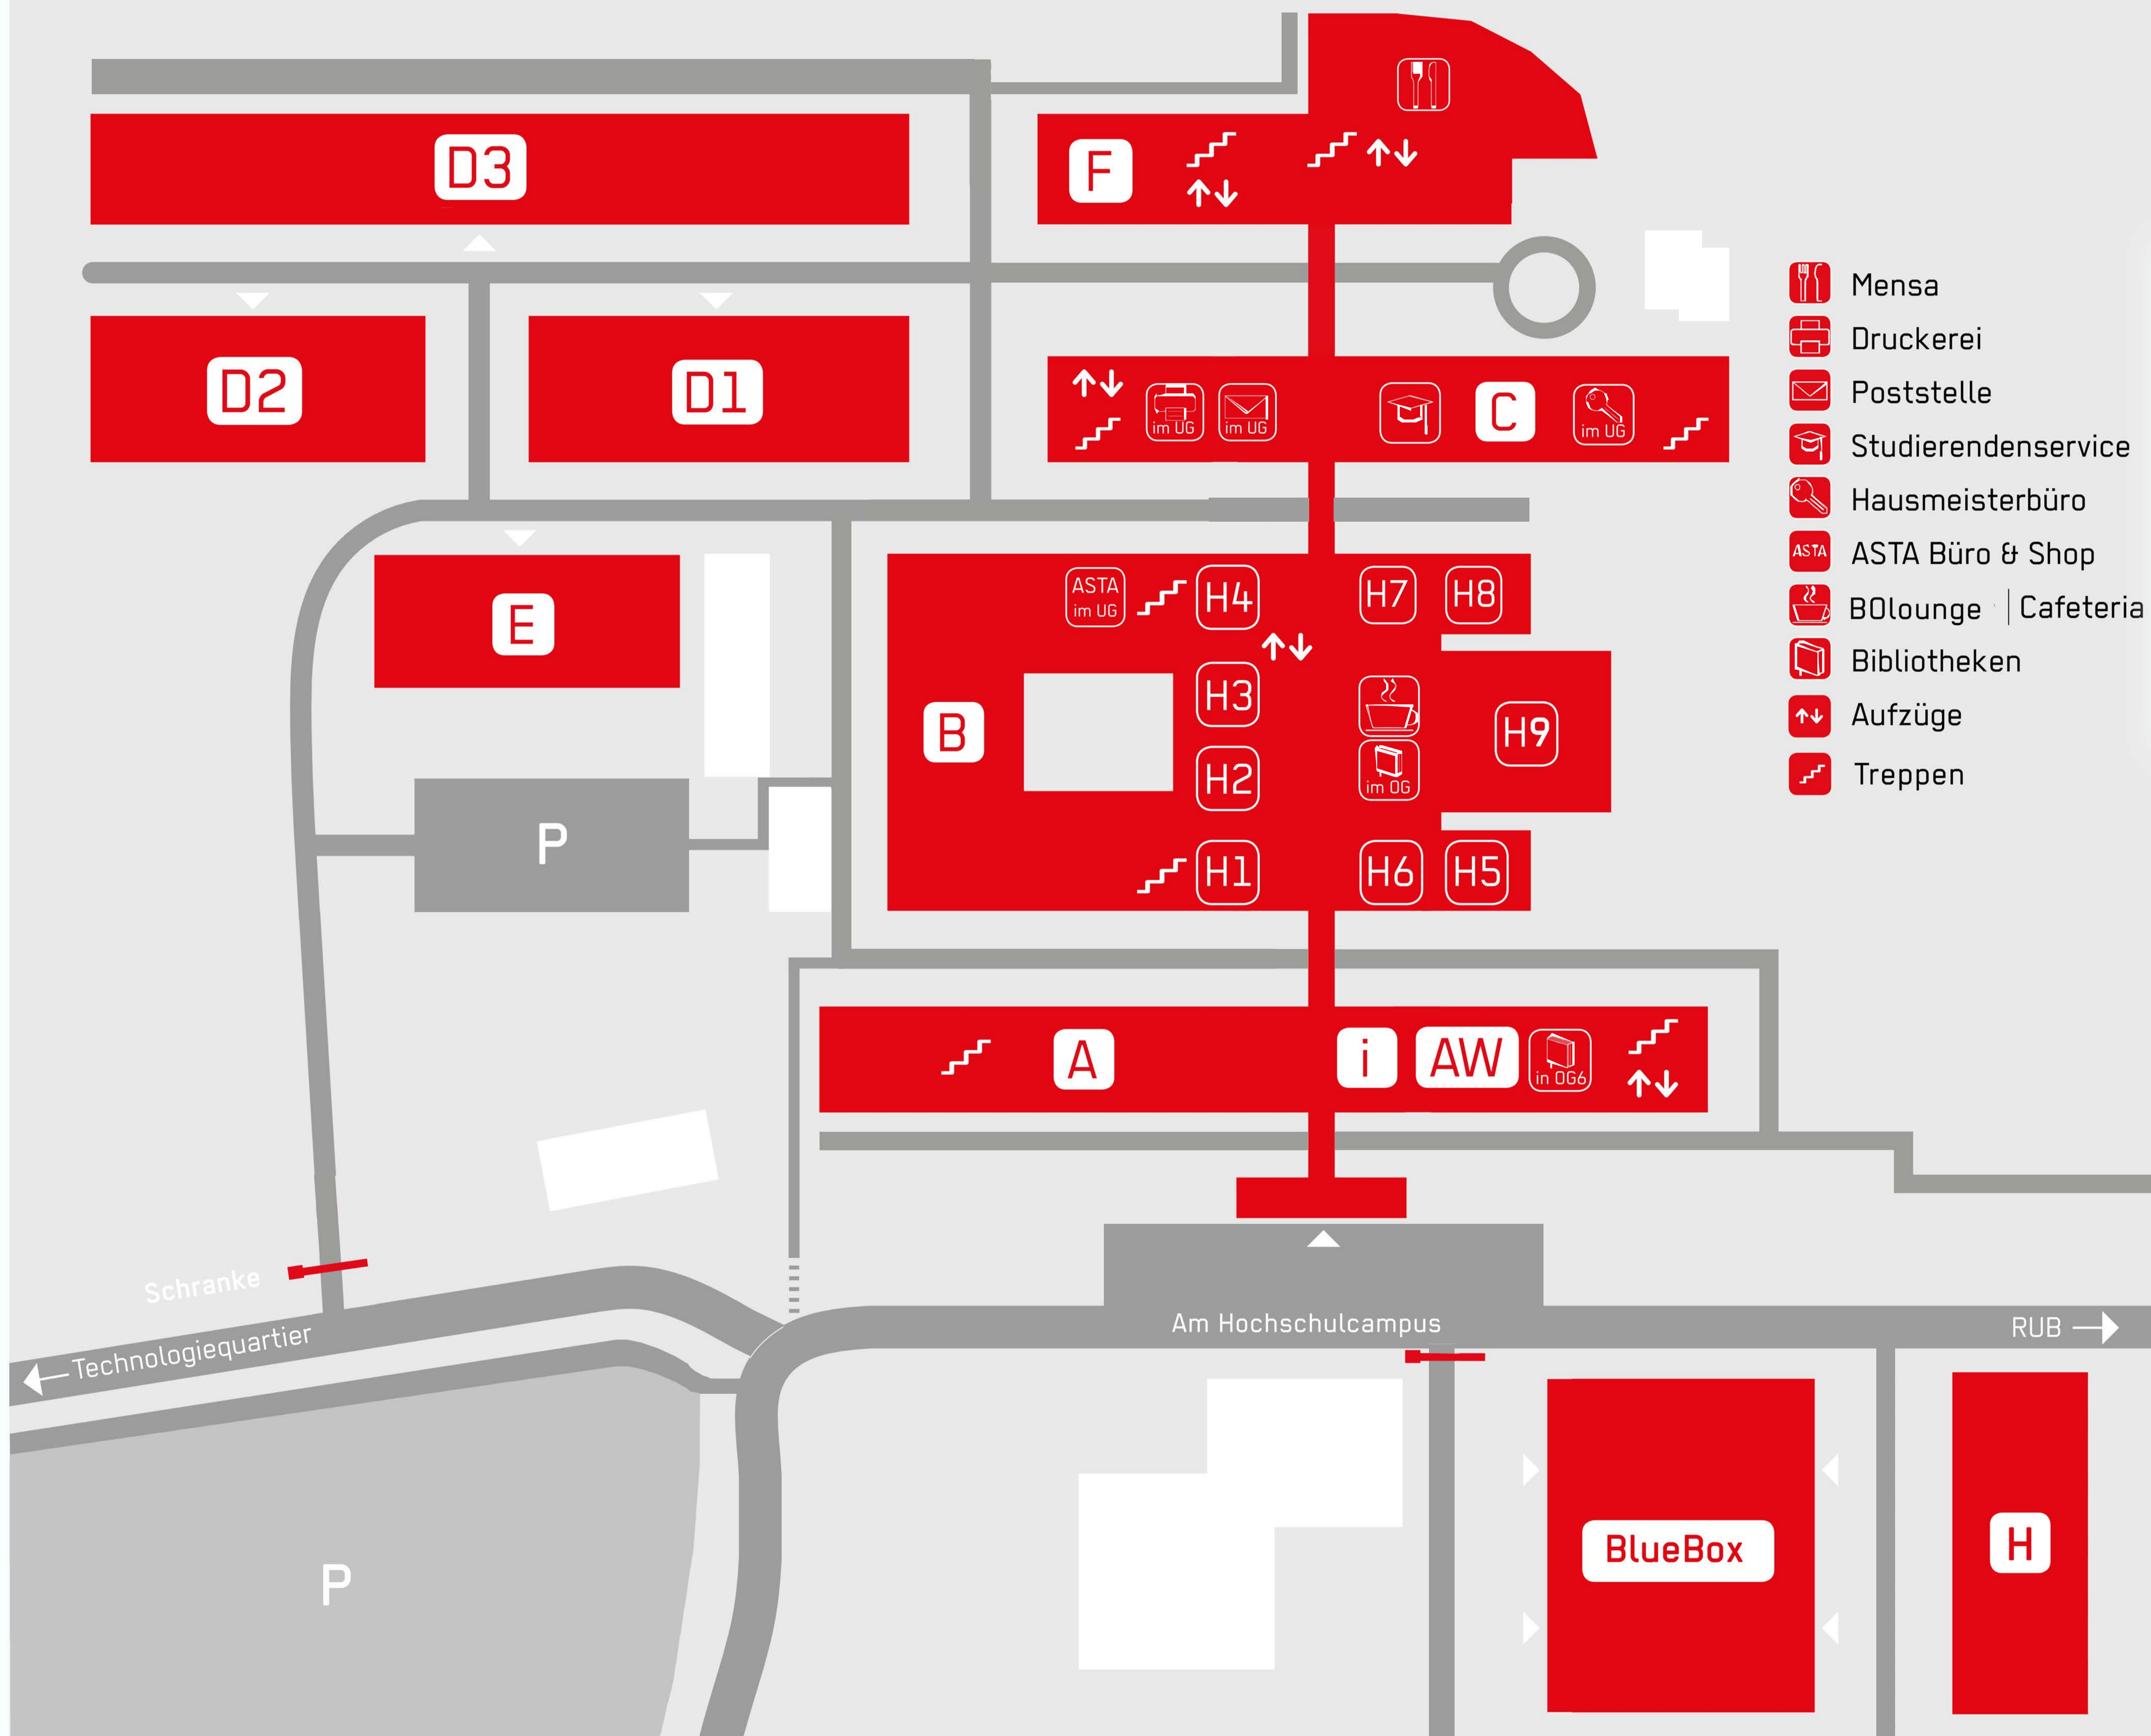 D3
F
D2
D1
im UG
im UG
C
im UG
Mensa
Druckerei
Poststelle
Studierendenservice
Hausmeisterbüro
ASTA
ASTA Büro & Shop
BOlounge | Cafeteria
Bibliotheken
Aufzüge
Treppen
E
ASTA
im UG
H4
H7
H8
H3
B
H9
H2
im OG
P
H1
H6
H5
A
i
AW
in OG6
Schranke
Technologiequartier
Am Hochschulcampus
RUB
P
BlueBox
H